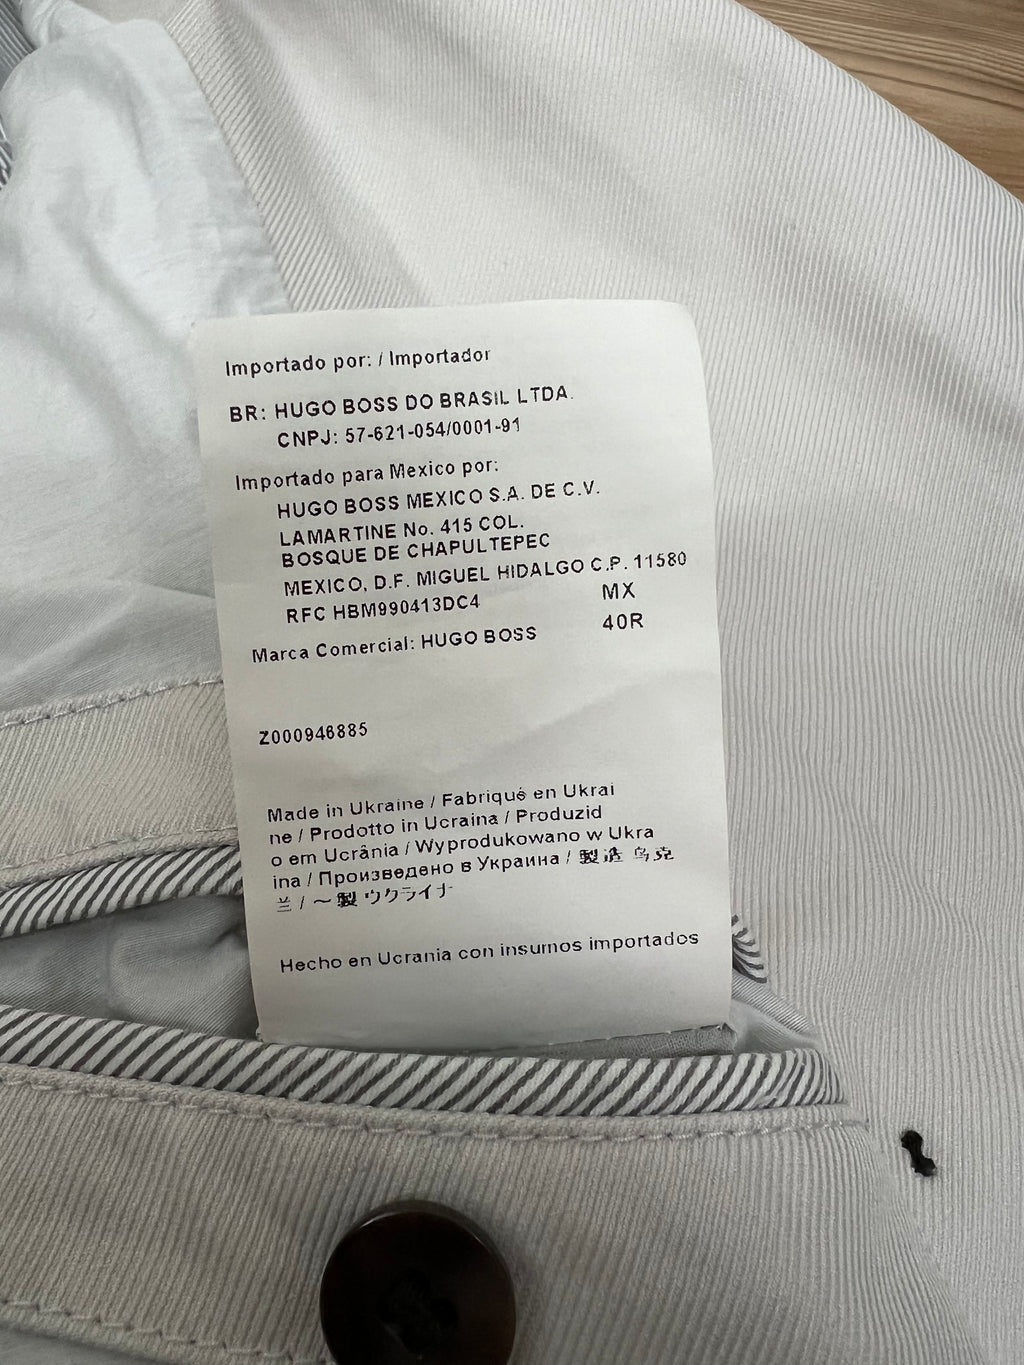 Importado por: / Importador
BR: HUGO BOSS DO BRASIL LTDA.
CNPJ: 57-621-054/0001-91
Importado para Mexico por:
HUGO BOSS MEXICO S.A. DE C.V.
LAMARTINE No. 415 COL.
BOSQUE DE CHAPULTEPEC
MEXICO, D.F. MIGUEL HIDALGO C.P. 11580
RFC HBM990413DC4 MX
Marca Comercial: HUGO BOSS 40R
Z000946885
Made in Ukraine / Fabriqué en Ukrai
ne / Prodotto in Ucraina / Produzid
o em Ucrânia / Wyprodukowano w Ukra
ina / Произведено в Украина / 製造 乌克
兰 / ～製 ウクライナ
Hecho en Ucrania con insumos importados